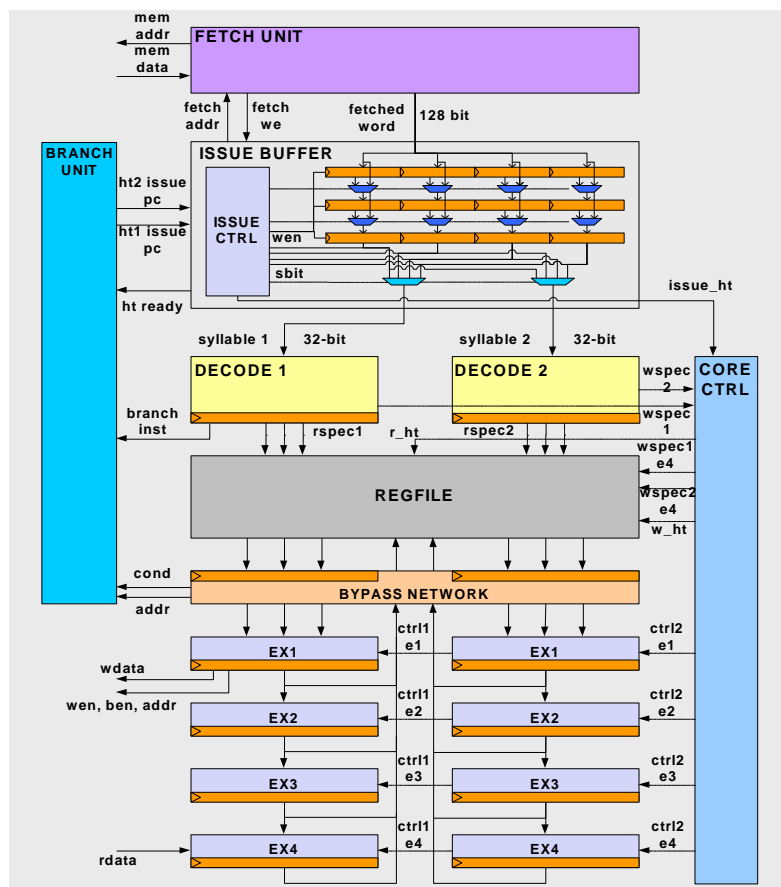 mem
addr
mem
data
FETCH UNIT
fetch
addr
fetch
we
fetched
word
128 bit
BRANCH
UNIT
ISSUE BUFFER
ht2 issue
pc
ht1 issue
pc
ISSUE
CTRL
wen
sbit
ht ready
issue_ht
syllable 1
32-bit
syllable 2
32-bit
DECODE 1
DECODE 2
wspec
2
CORE
CTRL
branch
inst
rspec1
r_ht
rspec2
wspec
1
wspec1
e4
REGFILE
wspec2
e4
w_ht
cond
addr
BYPASS NETWORK
EX1
ctrl1
e1
EX1
ctrl2
e1
wdata
wen, ben, addr
EX2
ctrl1
e2
EX2
ctrl2
e2
EX3
ctrl1
e3
EX3
ctrl2
e3
rdata
EX4
ctrl1
e4
EX4
ctrl2
e4